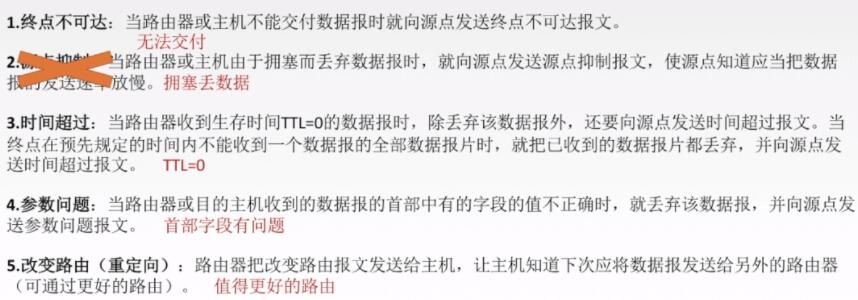 1.终点不可达：当路由器或主机不能交付数据报时就向源点发送终点不可达报文。
无法交付
2.源点抑制：当路由器或主机由于拥塞而丢弃数据报时，就向源点发送源点抑制报文，使源点知道应当把数据
报的发送速率放慢。拥塞丢数据
3.时间超过：当路由器收到生存时间TTL=0的数据报时，除丢弃该数据报外，还要向源点发送时间超过报文。当
终点在预先规定的时间内不能收到一个数据报的全部数据报片时，就把已收到的数据报片都丢弃，并向源点发
送时间超过报文。 TTL=0
4.参数问题：当路由器或目的主机收到的数据报的首部中有的字段的值不正确时，就丢弃该数据报，并向源点发
送参数问题报文。 首部字段有问题
5.改变路由（重定向）：路由器把改变路由报文发送给主机，让主机知道下次应将数据报发送给另外的路由器
（可通过更好的路由）。 值得更好的路由